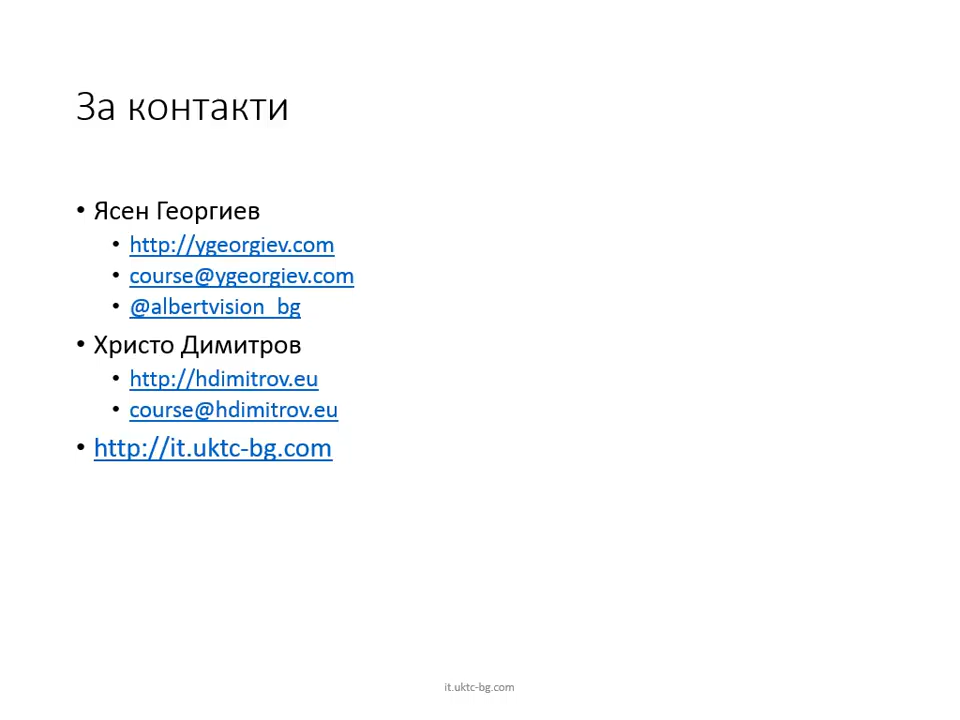 За контакти
• Ясен Георгиев
• http://ygeorgiev.com
• course@ygeorgiev.com
• @albertvision_bg
• Христо Димитров
• http://hdimitrov.eu
• course@hdimitrov.eu
• http://it.uktc-bg.com
it.uktc-bg.com